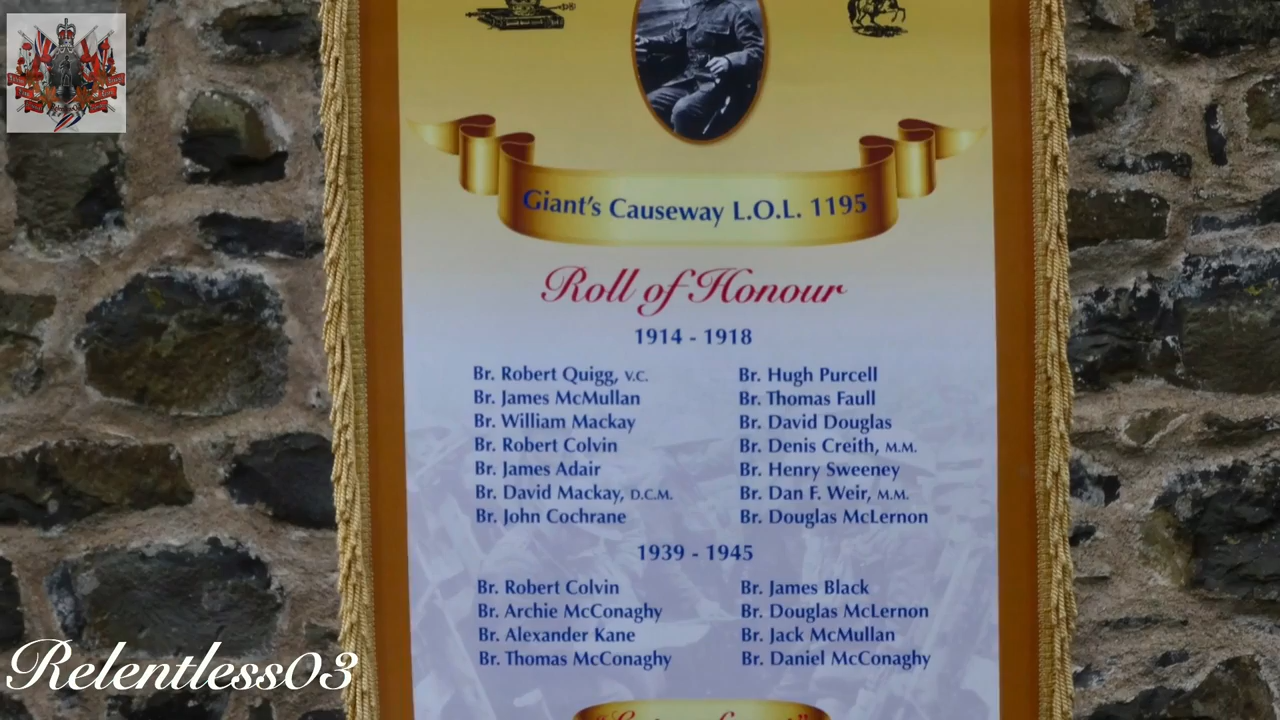 Giant's Causeway L.O.L. 1195
Roll of Honour
1914 - 1918
Br. Robert Quigg, V.C.
Br. James McMullan
Br. William Mackay
Br. Robert Colvin
Br. James Adair
Br. David Mackay, D.C.M.
Br. John Cochrane
Br. Hugh Purcell
Br. Thomas Faull
Br. David Douglas
Br. Denis Creith, M.M.
Br. Henry Sweeney
Br. Dan F. Weir, M.M.
Br. Douglas McLernon
1939 - 1945
Br. Robert Colvin
Br. Archie McConaghy
Br. Alexander Kane
Br. Thomas McConaghy
Br. James Black
Br. Douglas McLernon
Br. Jack McMullan
Br. Daniel McConaghy
Relentless03